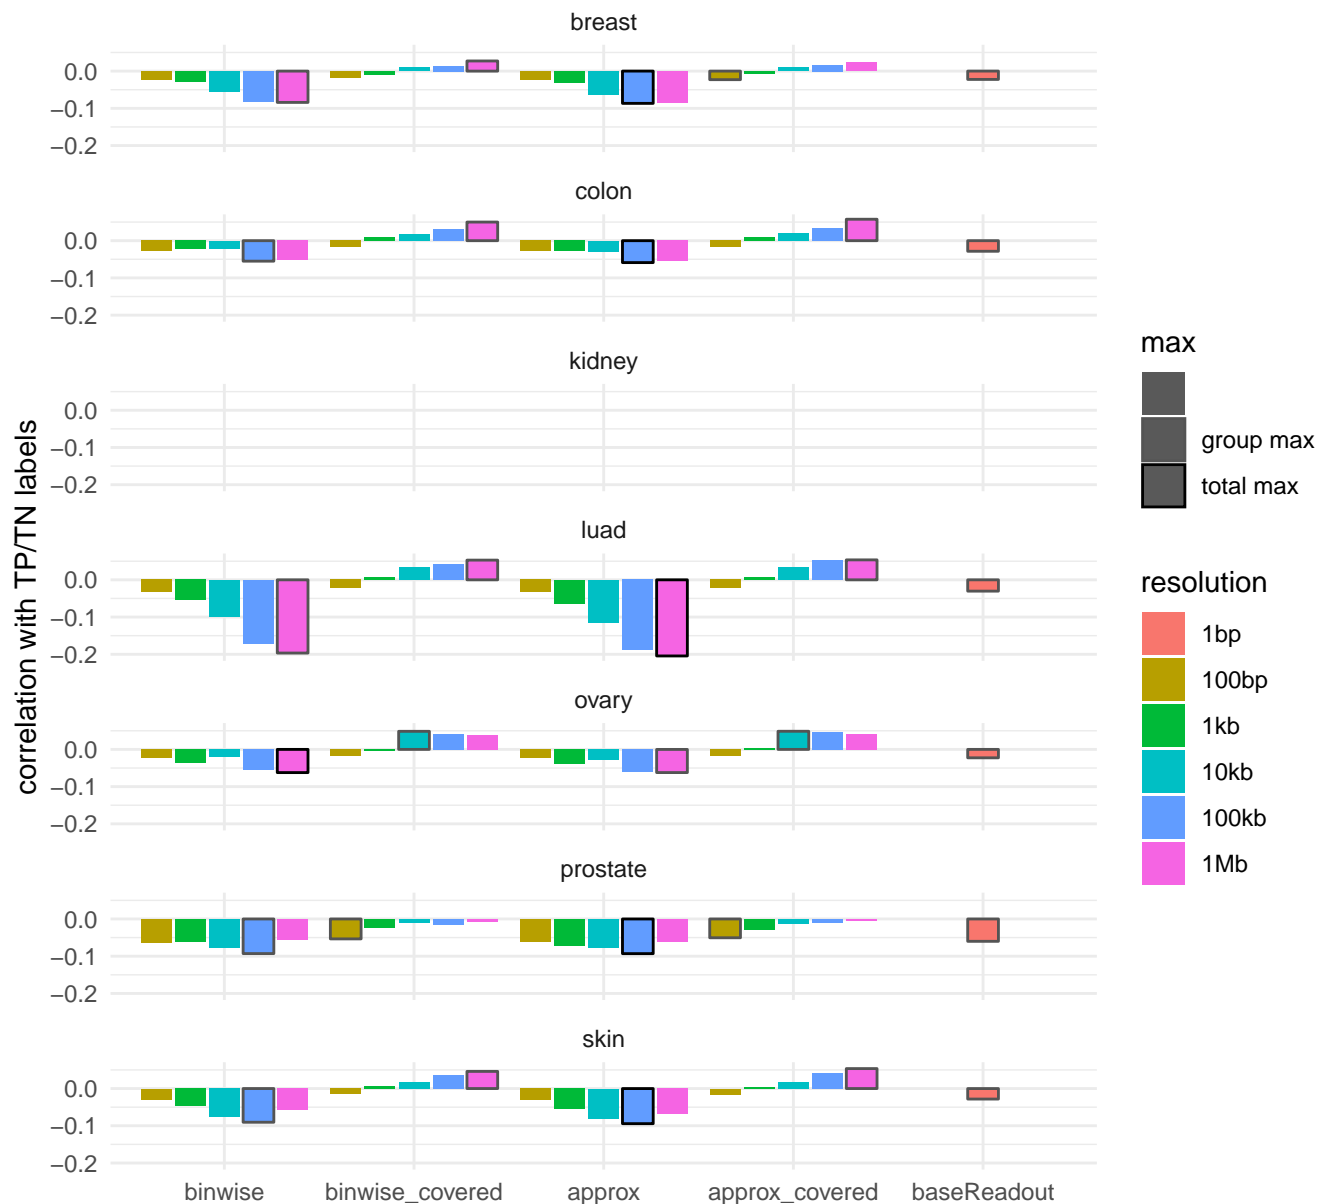 breast
0.0
−0.1
−0.2
colon
0.0
−0.1
−0.2
kidney
0.0
−0.1
−0.2
luad
0.0
−0.1
−0.2
ovary
0.0
−0.1
−0.2
prostate
0.0
−0.1
−0.2
skin
0.0
−0.1
−0.2
binwise
binwise_covered
approx
approx_covered
baseReadout
correlation with TP/TN labels
max
group max
total max
resolution
1bp
100bp
1kb
10kb
100kb
1Mb